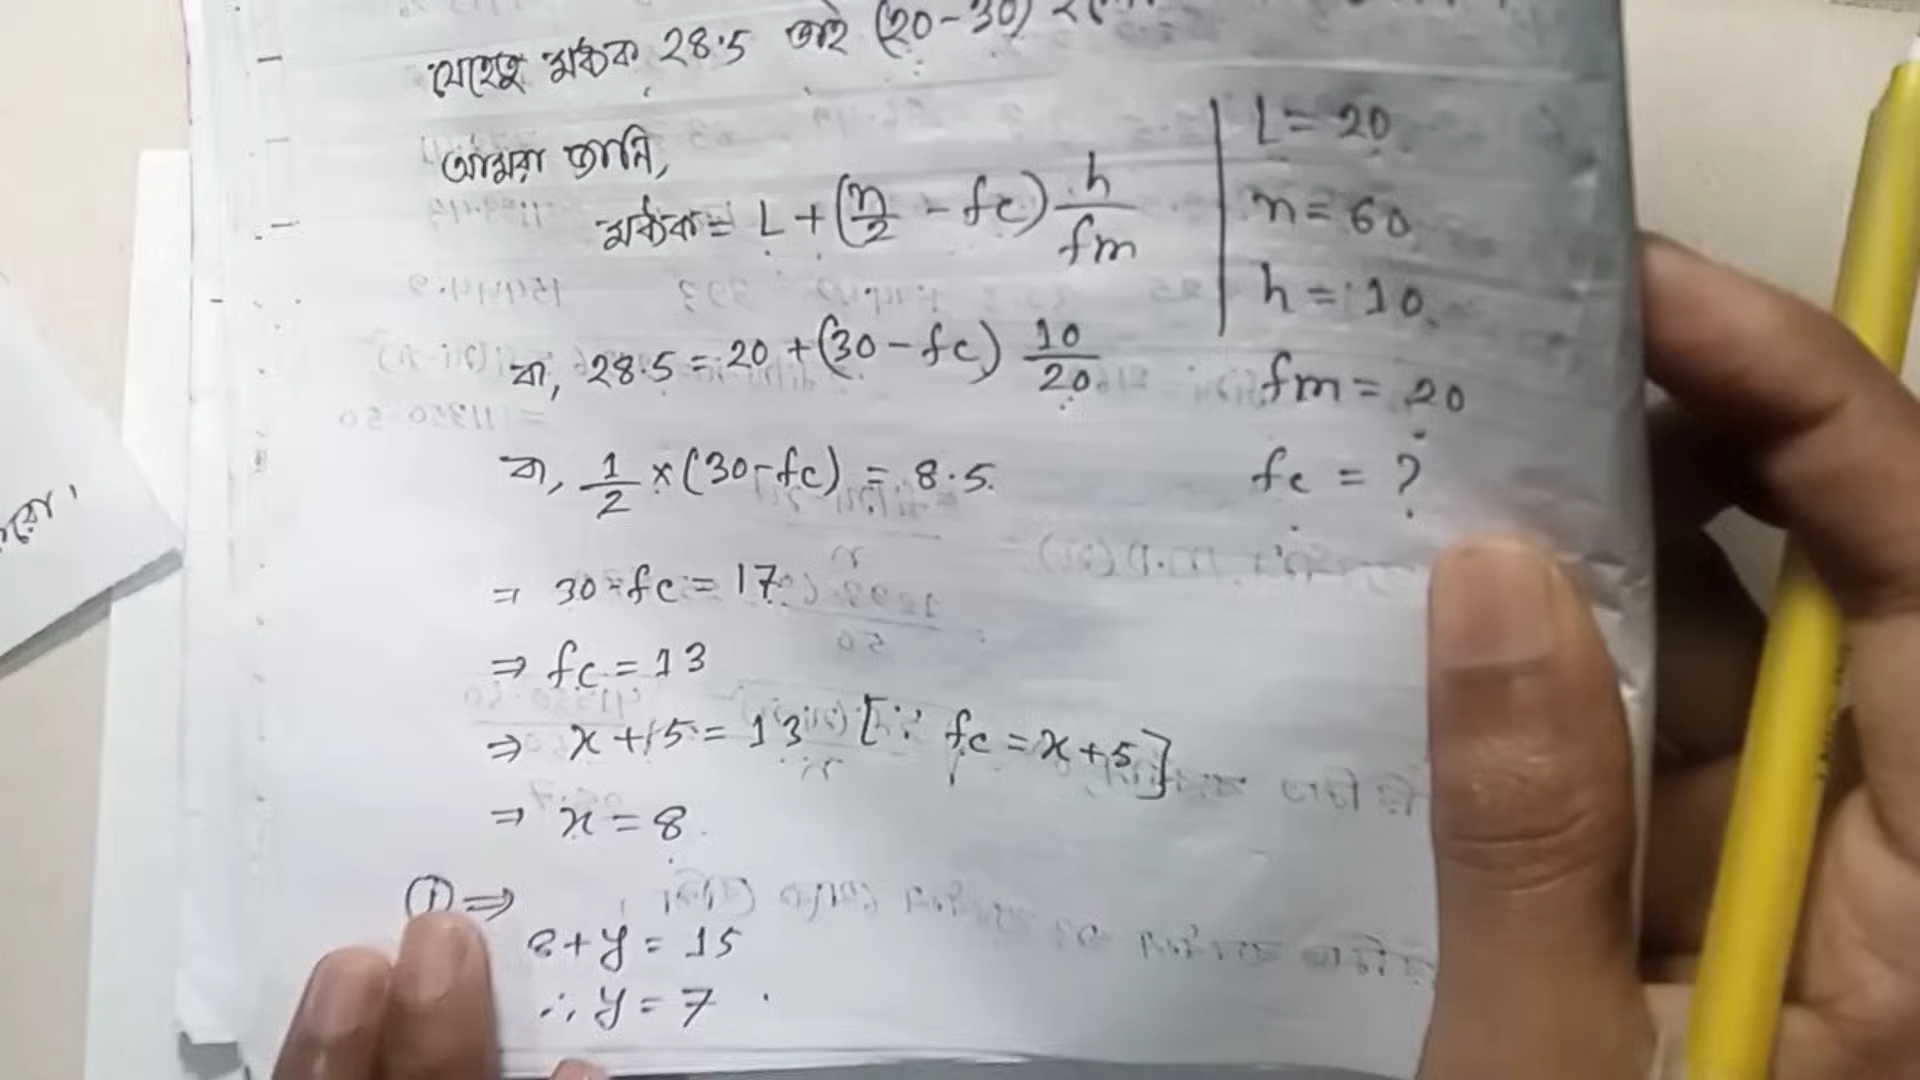 যেহেতু মধ্যক 28.5 তাই (20-30)
আমরা জানি,
মধ্যক = L + (n/2 - fc) h/fm
L = 20
n = 60
h = 10
বা, 28.5 = 20 + (30 - fc) 10/20
fm = 20
বা, 1/2 × (30 - fc) = 8.5
fc = ?
⇒ 30 - fc = 17
⇒ fc = 13
⇒ x + 5 = 13 [∵ fc = x + 5]
⇒ x = 8
① ⇒
8 + y = 15
∴ y = 7